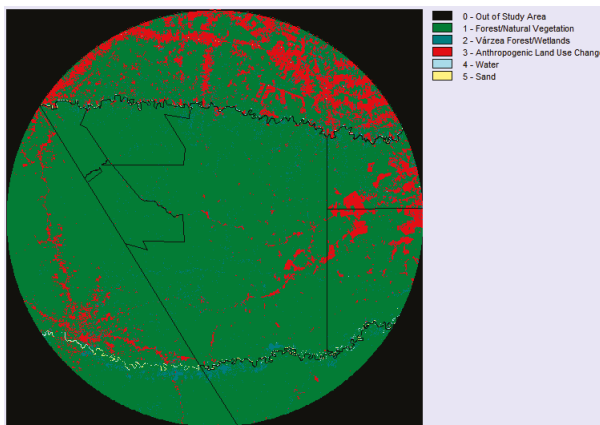 0 - Out of Study Area
1 - Forest/Natural Vegetation
2 - Várzea Forest/Wetlands
3 - Anthropogenic Land Use Change
4 - Water
5 - Sand